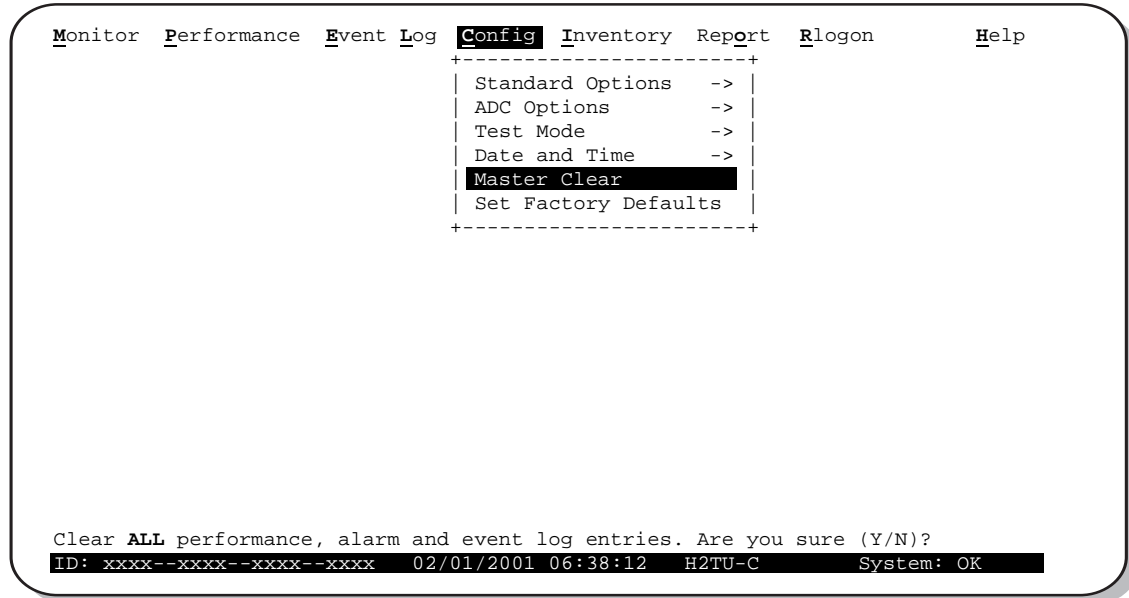 Monitor Performance Event Log Config Inventory Report Rlogon Help
+-----------------------+
| Standard Options -> |
| ADC Options -> |
| Test Mode -> |
| Date and Time -> |
| Master Clear |
| Set Factory Defaults |
+-----------------------+
Clear ALL performance, alarm and event log entries. Are you sure (Y/N)?
ID: xxxx--xxxx--xxxx--xxxx 02/01/2001 06:38:12 H2TU-C System: OK